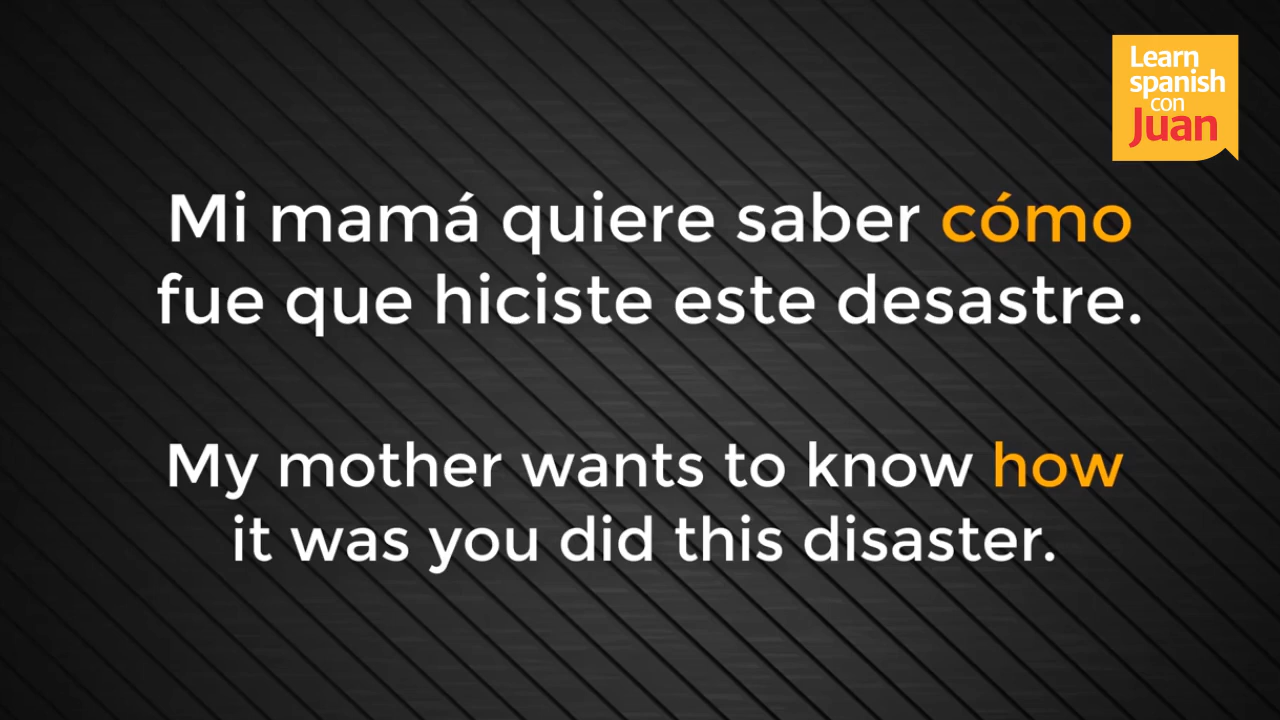 Learn
spanish
con
Juan
Mi mamá quiere saber cómo
fue que hiciste este desastre.
My mother wants to know how
it was you did this disaster.